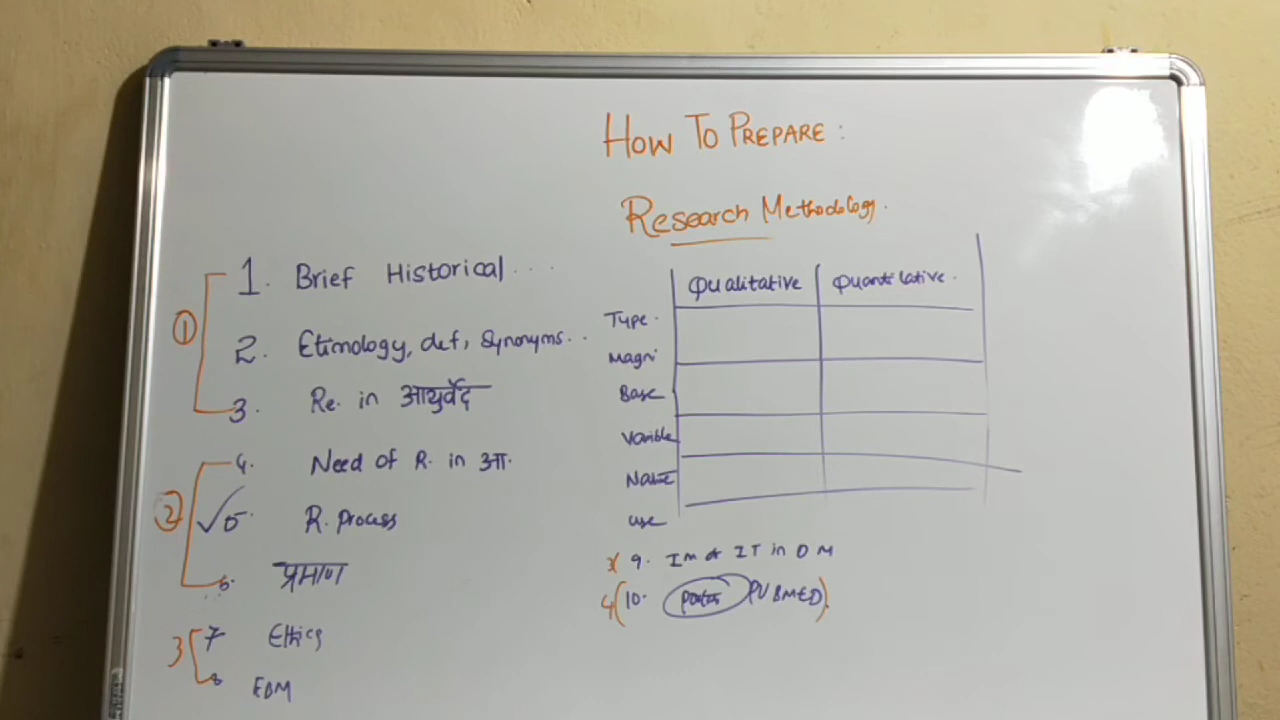 How To PREPARE :
Research Methodology.
① 1. Brief Historical ...
2. Etimology, def, Synonyms...
3. Re. in आयुर्वेद
② 4. Need of R. in आ.
✓ 5. R. Process
6. प्रमाण
3 7 Ethics
8 EBM
Qualitative Quantitative.
Type.
Magni
Base
Variable
Name
use
9. Im of IT in D M
4 (10. PUBMED).